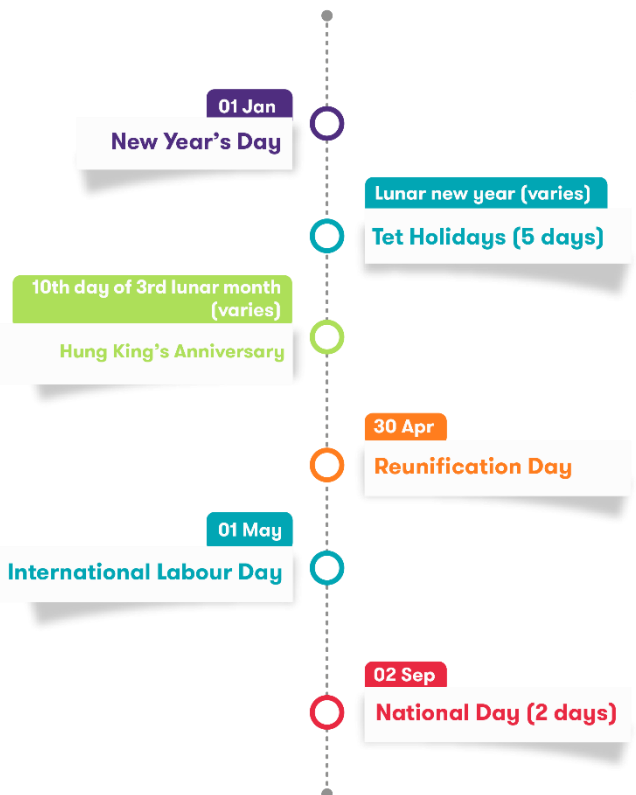 01 Jan
New Year's Day
Lunar new year (varies)
Tet Holidays (5 days)
10th day of 3rd lunar month
(varies)
Hung King's Anniversary
30 Apr
Reunification Day
01 May
International Labour Day
02 Sep
National Day (2 days)